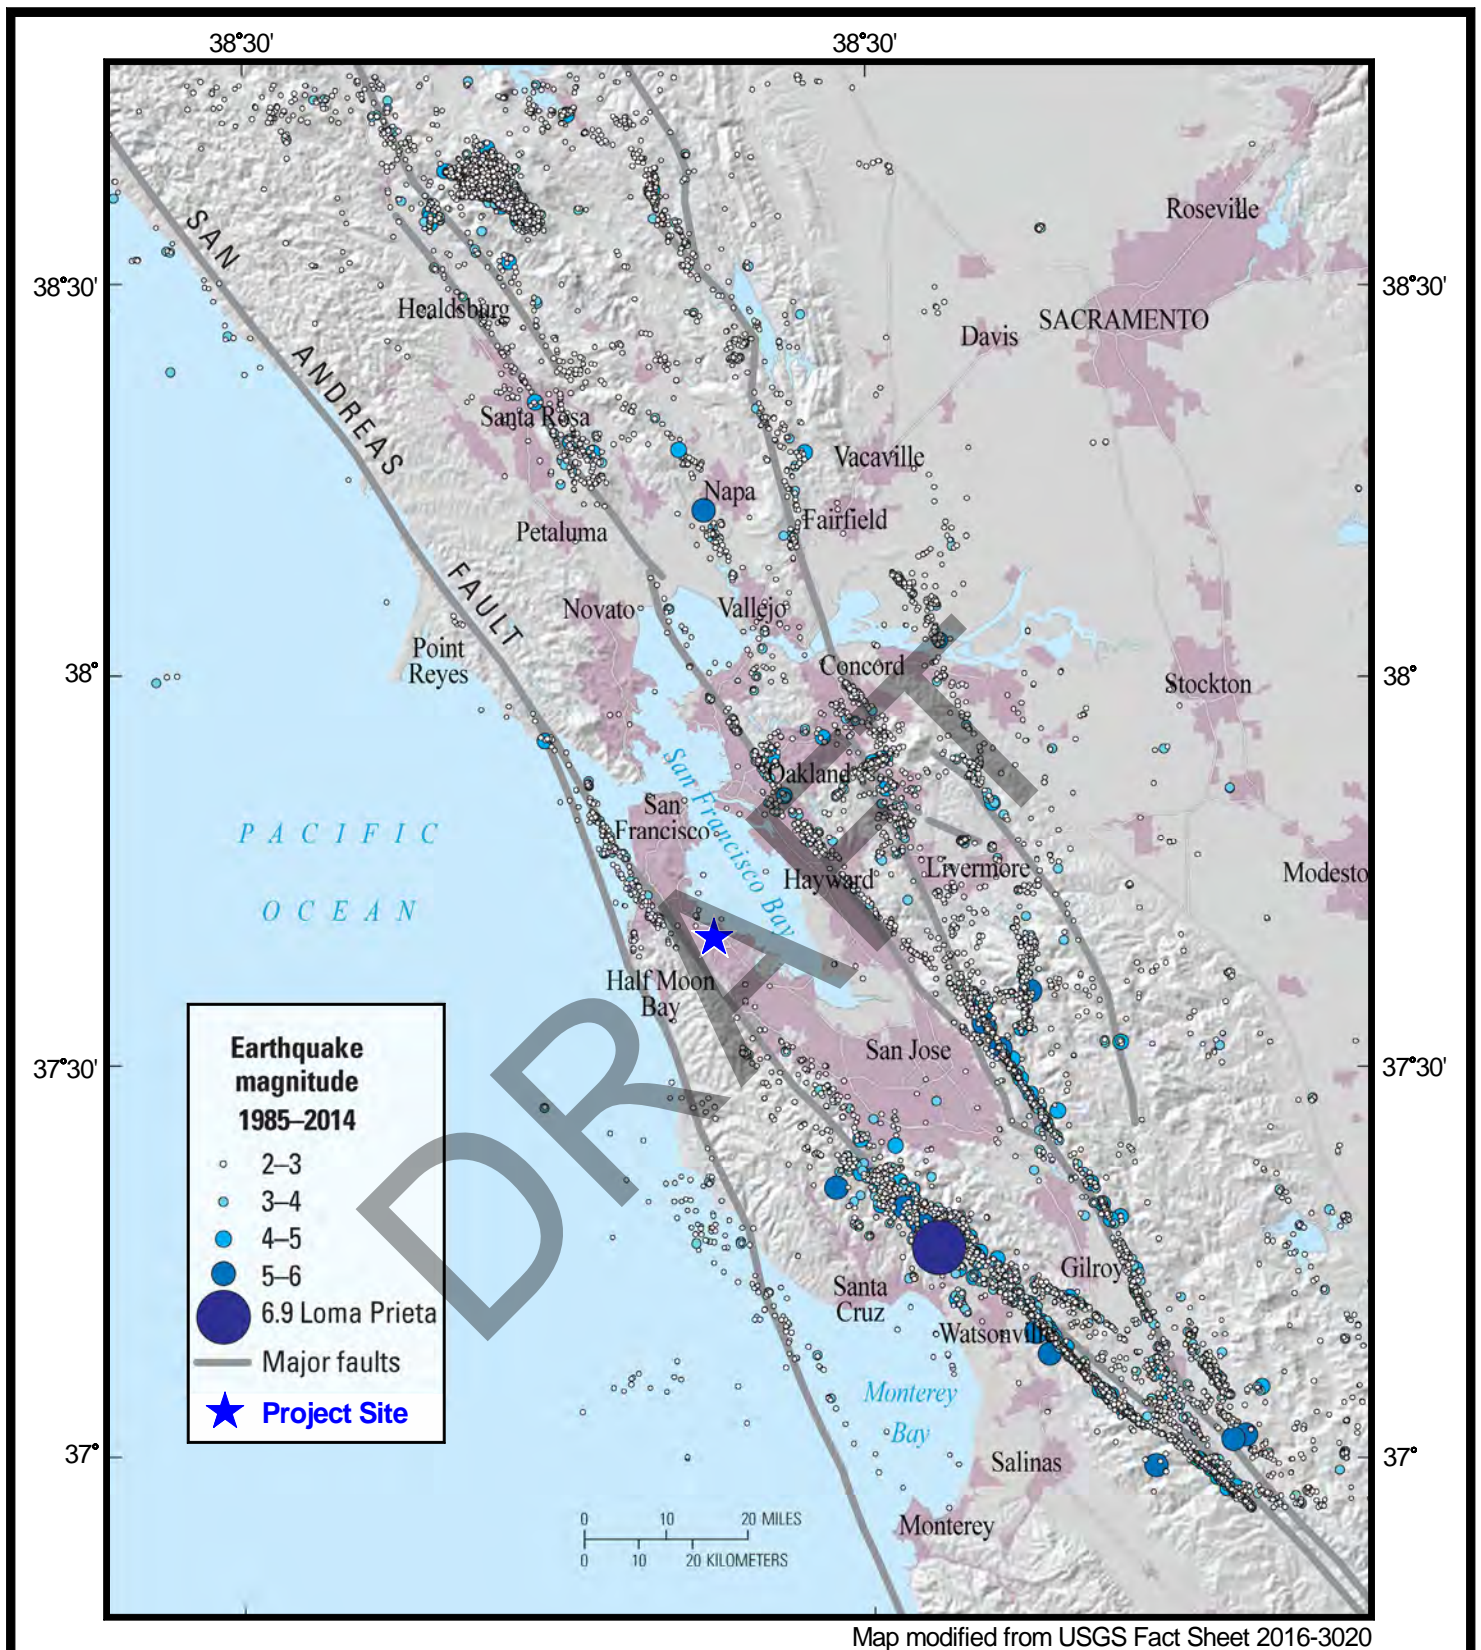 38°30' 38°30'
Roseville
SAN
38°30' 38°30'
Healdsburg
SACRAMENTO
Davis
ANDREAS
Santa Rosa
Vacaville
Napa
Fairfield
Petaluma
FAULT
Novato
Vallejo
Point
Reyes
Concord
38° 38°
Stockton
San Francisco Bay
Oakland
San
Francisco
PACIFIC
OCEAN
Livermore
Modesto
Hayward
Half Moon
Bay
San Jose
37°30' 37°30'
Earthquake
magnitude
1985–2014
2–3
3–4
4–5
5–6
6.9 Loma Prieta
Major faults
Project Site
Gilroy
Santa
Cruz
Watsonville
Monterey
Bay
37° 37°
Salinas
Monterey
0 10 20 MILES
0 10 20 KILOMETERS
DRAFT
Map modified from USGS Fact Sheet 2016-3020